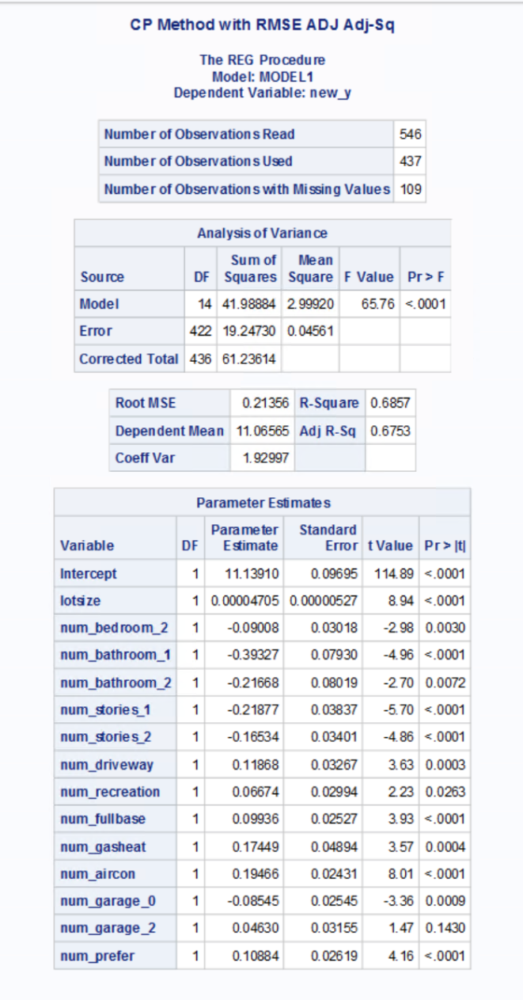 CP Method with RMSE ADJ Adj-Sq
The REG Procedure
Model: MODEL1
Dependent Variable: new_y
Number of Observations Read 546
Number of Observations Used 437
Number of Observations with Missing Values 109
Analysis of Variance
Source DF Sum of Squares Mean Square F Value Pr > F
Model 14 41.98884 2.99920 65.76 <.0001
Error 422 19.24730 0.04561
Corrected Total 436 61.23614
Root MSE 0.21356 R-Square 0.6857
Dependent Mean 11.06565 Adj R-Sq 0.6753
Coeff Var 1.92997
Parameter Estimates
Variable DF Parameter Estimate Standard Error t Value Pr > |t|
Intercept 1 11.13910 0.09695 114.89 <.0001
lotsize 1 0.00004705 0.00000527 8.94 <.0001
num_bedroom_2 1 -0.09008 0.03018 -2.98 0.0030
num_bathroom_1 1 -0.39327 0.07930 -4.96 <.0001
num_bathroom_2 1 -0.21668 0.08019 -2.70 0.0072
num_stories_1 1 -0.21877 0.03837 -5.70 <.0001
num_stories_2 1 -0.16534 0.03401 -4.86 <.0001
num_driveway 1 0.11868 0.03267 3.63 0.0003
num_recreation 1 0.06674 0.02994 2.23 0.0263
num_fullbase 1 0.09936 0.02527 3.93 <.0001
num_gasheat 1 0.17449 0.04894 3.57 0.0004
num_aircon 1 0.19466 0.02431 8.01 <.0001
num_garage_0 1 -0.08545 0.02545 -3.36 0.0009
num_garage_2 1 0.04630 0.03155 1.47 0.1430
num_prefer 1 0.10884 0.02619 4.16 <.0001